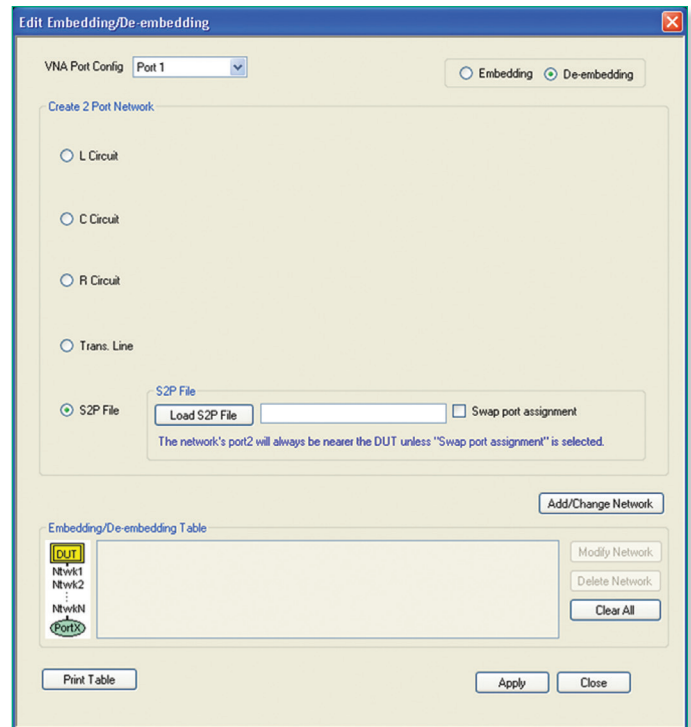 Edit Embedding/De-embedding
VNA Port Config Port 1
Embedding De-embedding
Create 2 Port Network
L Circuit
C Circuit
R Circuit
Trans. Line
S2P File
S2P File
Load S2P File Swap port assignment
The network's port2 will always be nearer the DUT unless "Swap port assignment" is selected.
Add/Change Network
Embedding/De-embedding Table
DUT
Ntwk1
Ntwk2
NtwkN
PortX
Modify Network
Delete Network
Clear All
Print Table
Apply
Close